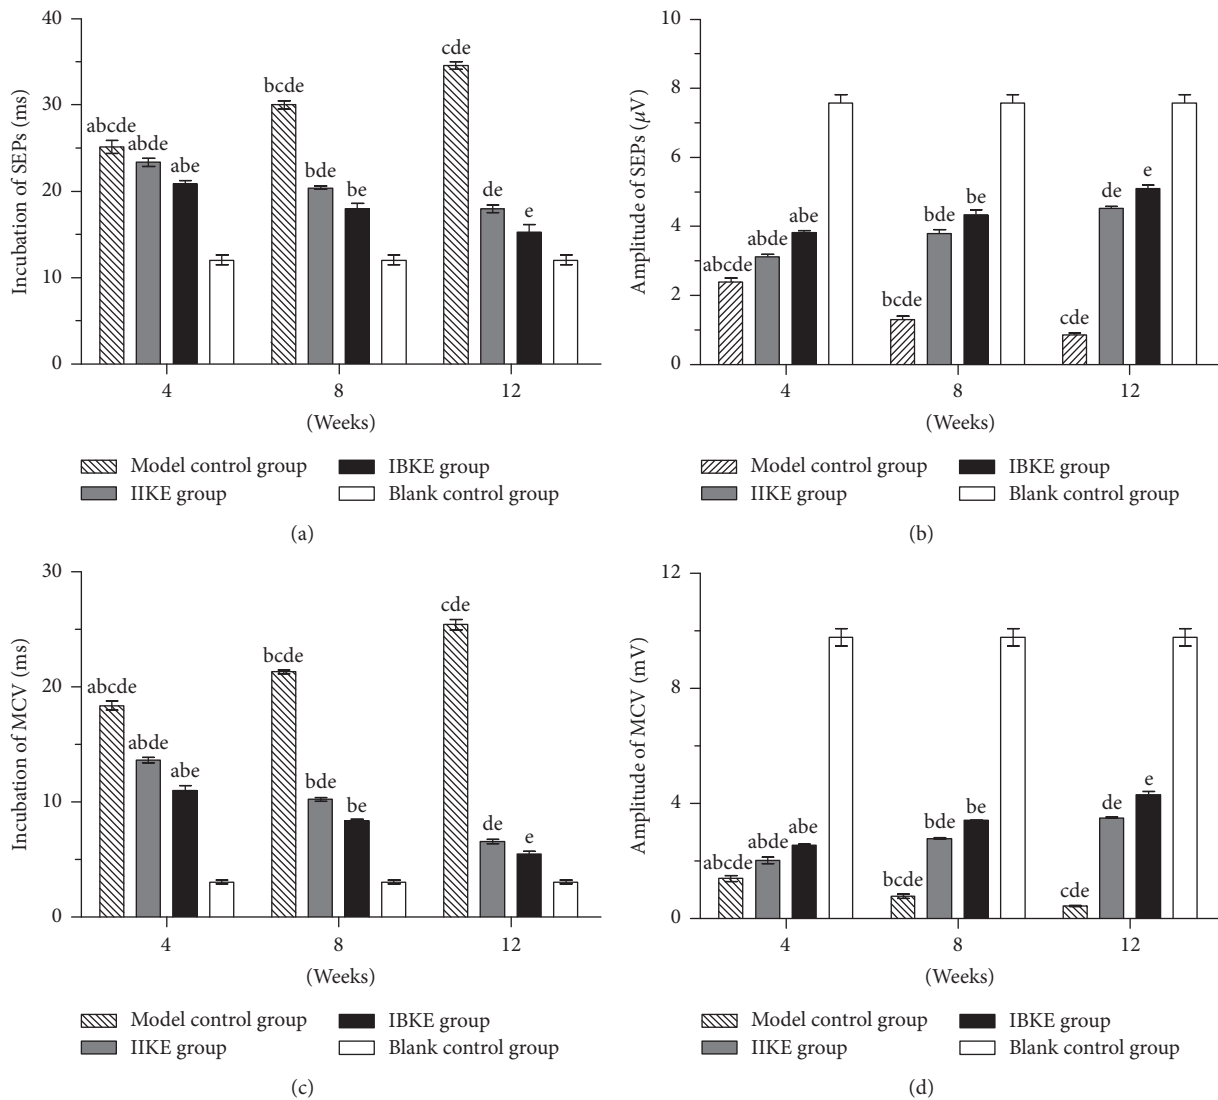 Incubation of SEPs (ms)
40
30
20
10
0
abcde
abde
abe
bcde
bde
be
cde
de
e
4
8
12
(Weeks)
Model control group
IBKE group
IIKE group
Blank control group
(a)
Amplitude of SEPs (μV)
10
8
6
4
2
0
abcde
abde
abe
bcde
bde
be
cde
de
e
4
8
12
(Weeks)
Model control group
IBKE group
IIKE group
Blank control group
(b)
Incubation of MCV (ms)
30
20
10
0
abcde
abde
abe
bcde
bde
be
cde
de
e
4
8
12
(Weeks)
Model control group
IBKE group
IIKE group
Blank control group
(c)
Amplitude of MCV (mV)
12
8
4
0
abcde
abde
abe
bcde
bde
be
cde
de
e
4
8
12
(Weeks)
Model control group
IBKE group
IIKE group
Blank control group
(d)